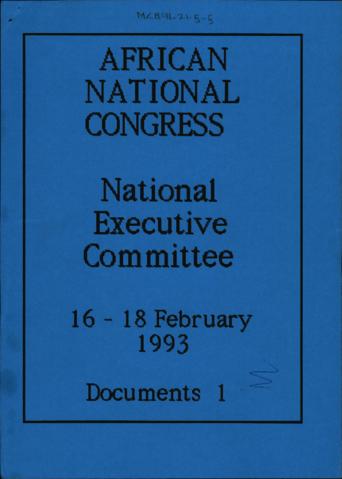 AFRICAN
NATIONAL
CONGRESS
National
Executive
Committee
16 - 18 February
1993
Documents 1